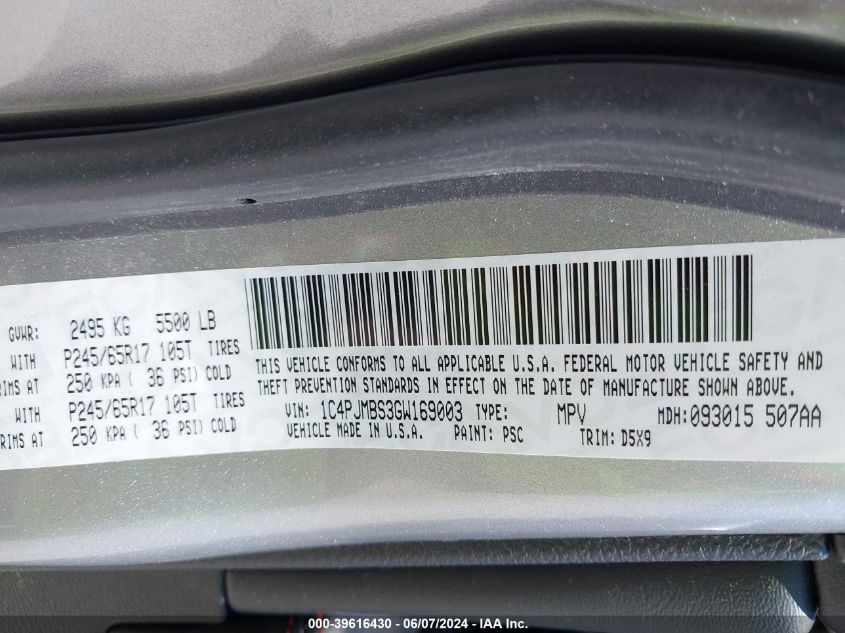 GVWR: 2495 KG 5500 LB
WITH P245/65R17 105T TIRES
RIMS AT 250 KPA ( 36 PSI) COLD
WITH P245/65R17 105T TIRES
RIMS AT 250 KPA ( 36 PSI) COLD
THIS VEHICLE CONFORMS TO ALL APPLICABLE U.S.A. FEDERAL MOTOR VEHICLE SAFETY AND
THEFT PREVENTION STANDARDS IN EFFECT ON THE DATE OF MANUFACTURE SHOWN ABOVE.
VIN: 1C4PJMBS3GW169003 TYPE: MPV MDH:093015 507AA
VEHICLE MADE IN U.S.A. PAINT: PSC TRIM: D5X9
000-39616430 - 06/07/2024 - IAA Inc.